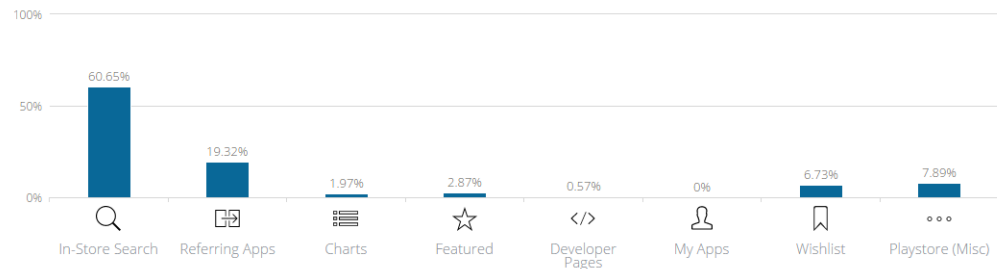 100%
60.65%
50%
19.32%
1.97%
2.87%
0.57%
0%
6.73%
7.89%
0%
In-Store Search
Referring Apps
Charts
Featured
Developer
Pages
My Apps
Wishlist
Playstore (Misc)